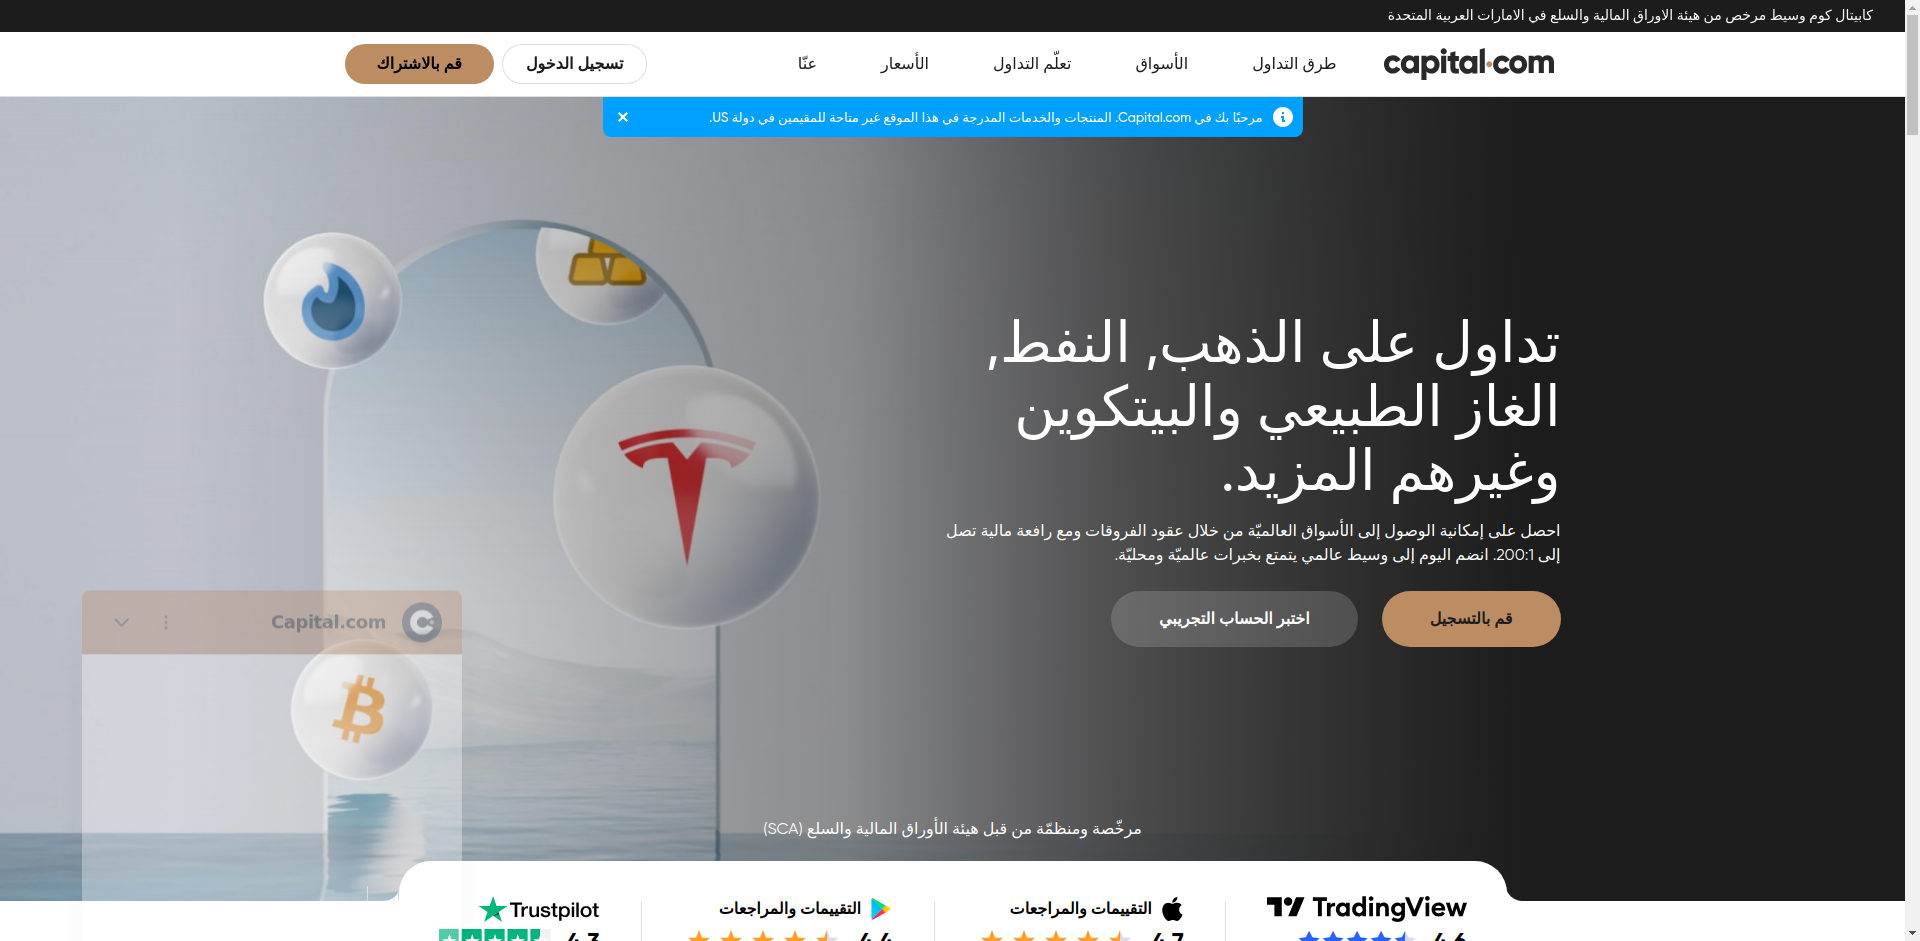 كابيتال كوم وسيط مرخص من هيئة الاوراق المالية والسلع في الامارات العربية المتحدة
capital.com
طرق التداول
الأسواق
تعلّم التداول
الأسعار
عنّا
تسجيل الدخول
قم بالاشتراك
مرحبًا بك في Capital.com. المنتجات والخدمات المدرجة في هذا الموقع غير متاحة للمقيمين في دولة US.
تداول على الذهب, النفط,
الغاز الطبيعي والبيتكوين
وغيرهم المزيد.
احصل على إمكانية الوصول إلى الأسواق العالميّة من خلال عقود الفروقات ومع رافعة مالية تصل
إلى 200:1. انضم اليوم إلى وسيط عالمي يتمتع بخبرات عالميّة ومحليّة.
قم بالتسجيل
اختبر الحساب التجريبي
Capital.com
مرخّصة ومنظمّة من قبل هيئة الأوراق المالية والسلع (SCA)
TradingView
4.6
التقييمات والمراجعات
4.7
التقييمات والمراجعات
4.4
Trustpilot
4.3